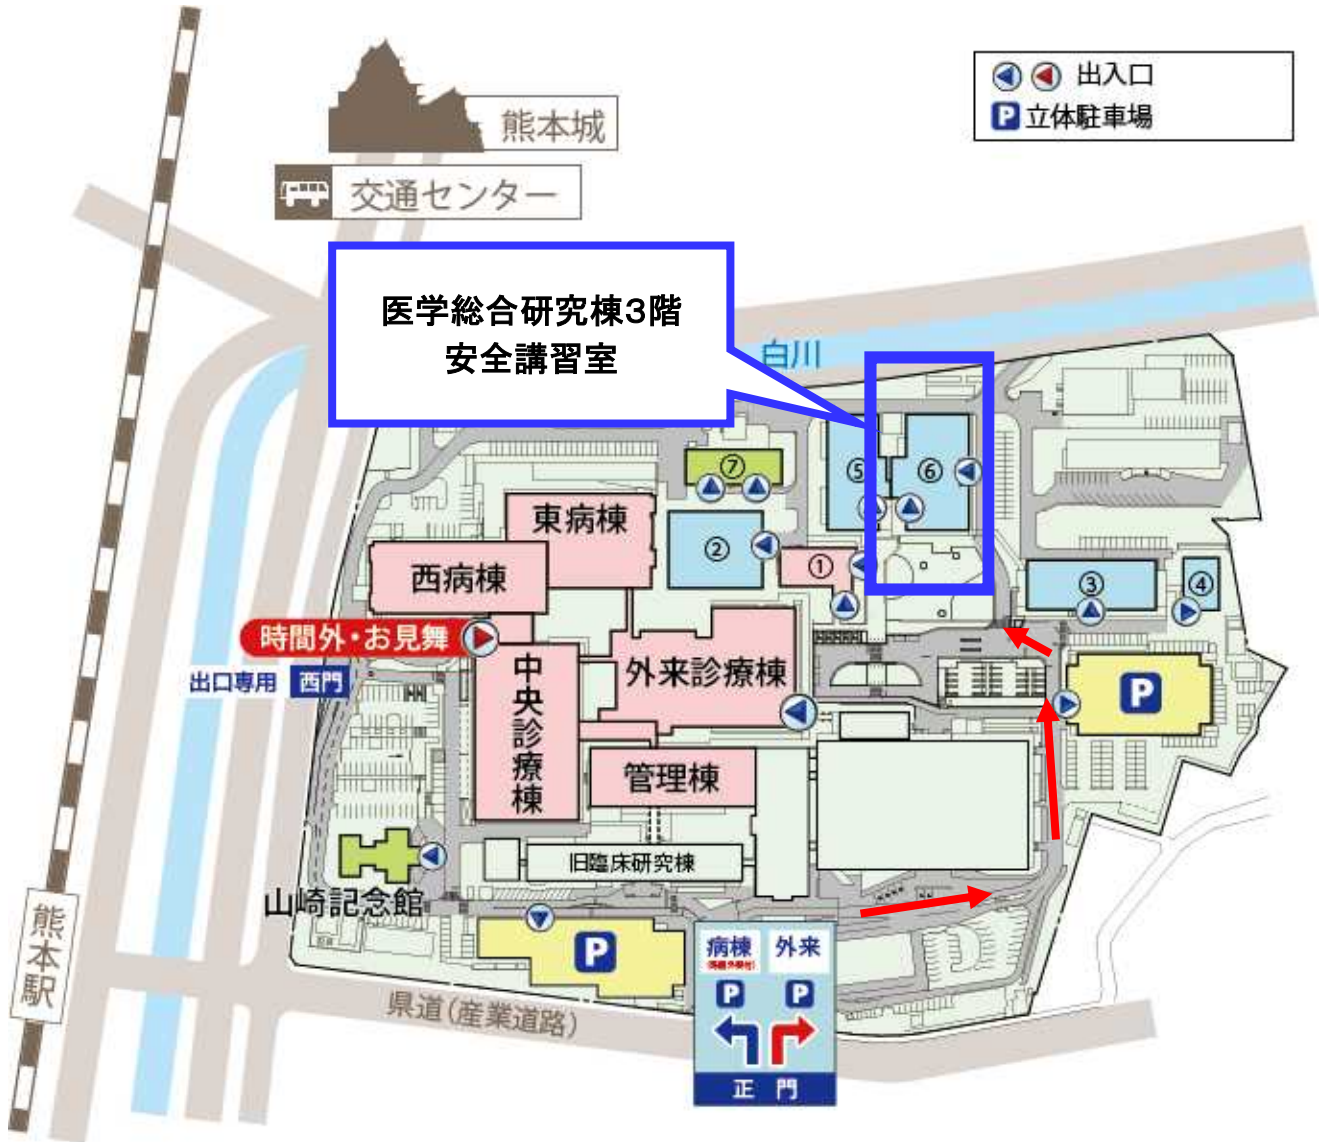 出入口
P 立体駐車場
熊本城
交通センター
医学総合研究棟3階
安全講習室
白川
⑦
⑤
⑥
東病棟
②
①
③
④
西病棟
時間外・お見舞
外来診療棟
出口専用 西門
中央診療棟
P
管理棟
旧臨床研究棟
山崎記念館
熊本駅
P
病棟 外来
P P
県道(産業道路)
正門